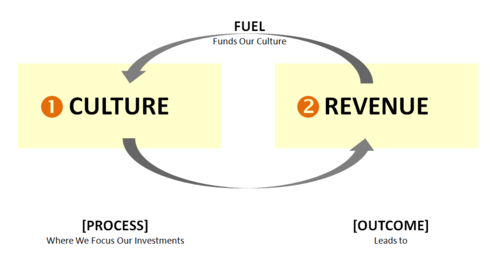 FUEL
Funds Our Culture
1 CULTURE
2 REVENUE
[PROCESS]
Where We Focus Our Investments
[OUTCOME]
Leads to